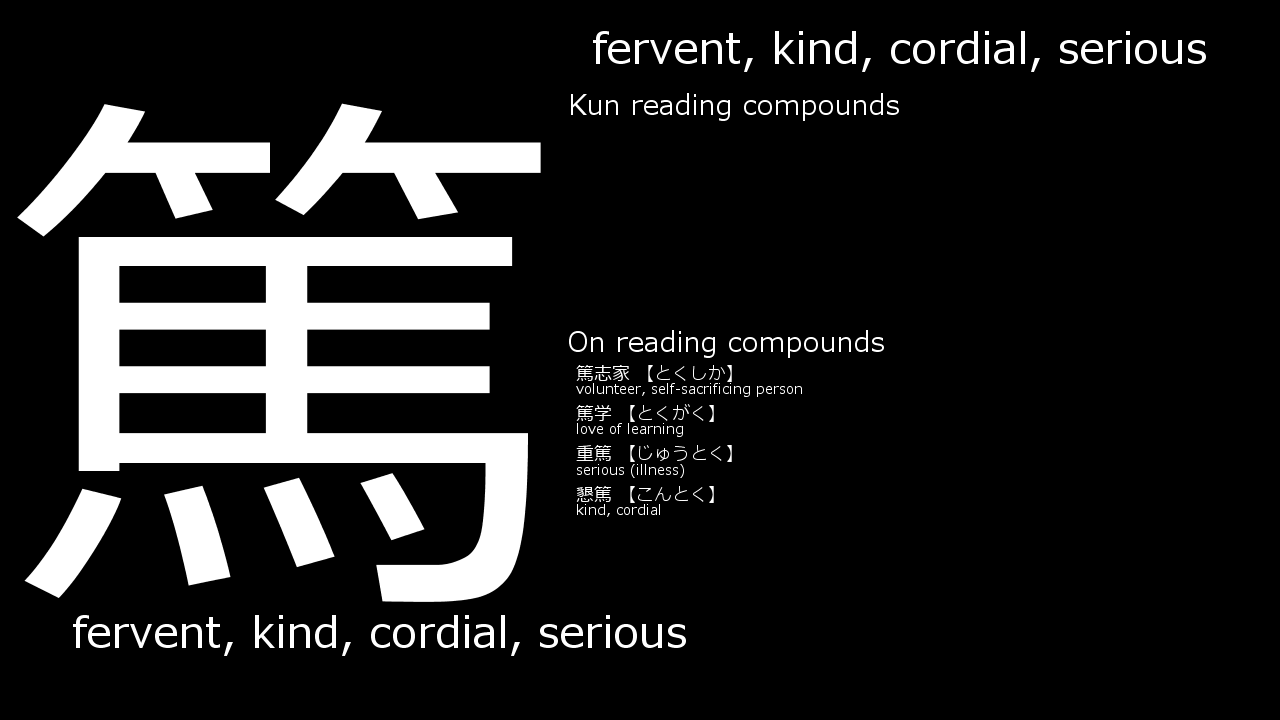 篤
fervent, kind, cordial, serious
Kun reading compounds
On reading compounds
篤志家 【とくしか】
volunteer, self-sacrificing person
篤学 【とくがく】
love of learning
重篤 【じゅうとく】
serious (illness)
懇篤 【こんとく】
kind, cordial
fervent, kind, cordial, serious